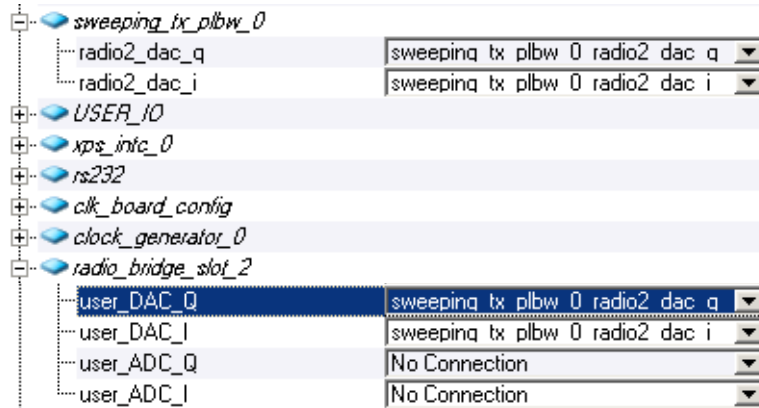 sweeping_tx_plbw_0
radio2_dac_q sweeping_tx_plbw_0_radio2_dac_q
radio2_dac_i sweeping_tx_plbw_0_radio2_dac_i
USER_IO
xps_intc_0
rs232
clk_board_config
clock_generator_0
radio_bridge_slot_2
user_DAC_Q sweeping_tx_plbw_0_radio2_dac_q
user_DAC_I sweeping_tx_plbw_0_radio2_dac_i
user_ADC_Q No Connection
user_ADC_I No Connection